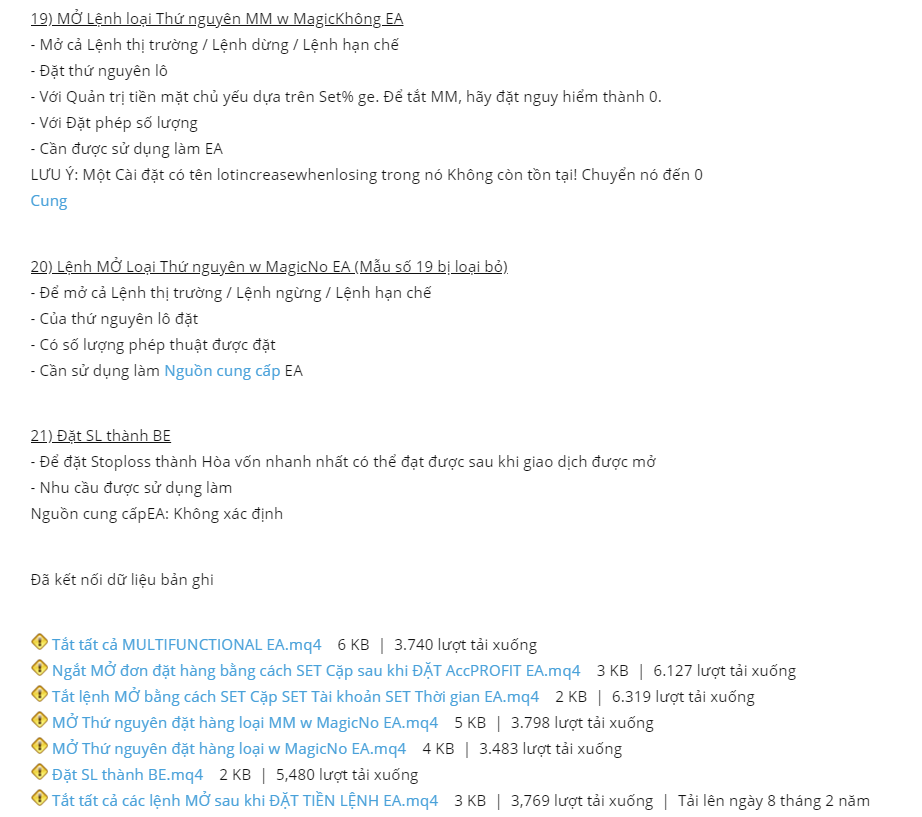 19) MỞ Lệnh loại Thứ nguyên MM w MagicKhông EA
- Mở cả Lệnh thị trường / Lệnh dừng / Lệnh hạn chế
- Đặt thứ nguyên lô
- Với Quản trị tiền mặt chủ yếu dựa trên Set% ge. Để tắt MM, hãy đặt nguy hiểm thành 0.
- Với Đặt phép số lượng
- Cần được sử dụng làm EA
LƯU Ý: Một Cài đặt có tên lotincreasewhenlosing trong nó Không còn tồn tại! Chuyển nó đến 0
Cung
20) Lệnh MỞ Loại Thứ nguyên w MagicNo EA (Mẫu số 19 bị loại bỏ)
- Để mở cả Lệnh thị trường / Lệnh ngừng / Lệnh hạn chế
- Của thứ nguyên lô đặt
- Có số lượng phép thuật được đặt
- Cần sử dụng làm Nguồn cung cấp EA
21) Đặt SL thành BE
- Để đặt Stoploss thành Hòa vốn nhanh nhất có thể đạt được sau khi giao dịch được mở
- Nhu cầu được sử dụng làm
Nguồn cung cấpEA: Không xác định
Đã kết nối dữ liệu bản ghi
Tắt tất cả MULTIFUNCTIONAL EA.mq4 6 KB | 3.740 lượt tải xuống
Ngắt MỞ đơn đặt hàng bằng cách SET Cặp sau khi ĐẶT AccPROFIT EA.mq4 3 KB | 6.127 lượt tải xuống
Tắt lệnh MỞ bằng cách SET Cặp SET Tài khoản SET Thời gian EA.mq4 2 KB | 6.319 lượt tải xuống
MỞ Thứ nguyên đặt hàng loại MM w MagicNo EA.mq4 5 KB | 3.798 lượt tải xuống
MỞ Thứ nguyên đặt hàng loại w MagicNo EA.mq4 4 KB | 3.483 lượt tải xuống
Đặt SL thành BE.mq4 2 KB | 5,480 lượt tải xuống
Tắt tất cả các lệnh MỞ sau khi ĐẶT TIỀN LỆNH EA.mq4 3 KB | 3,769 lượt tải xuống | Tải lên ngày 8 tháng 2 năm